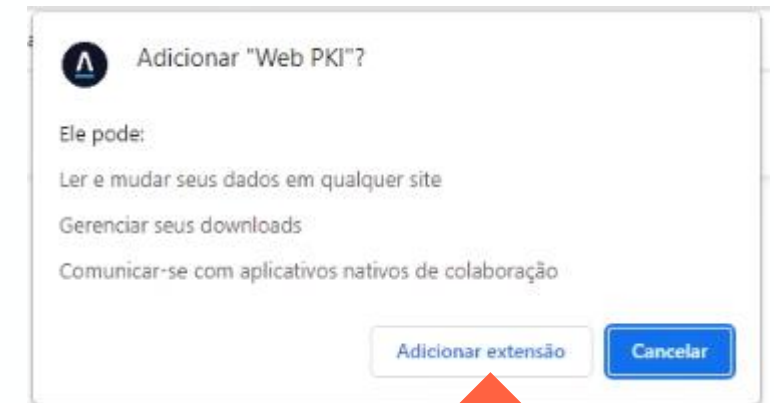 Adicionar "Web PKI"?
Ele pode:
Ler e mudar seus dados em qualquer site
Gerenciar seus downloads
Comunicar-se com aplicativos nativos de colaboração
Adicionar extensão
Cancelar